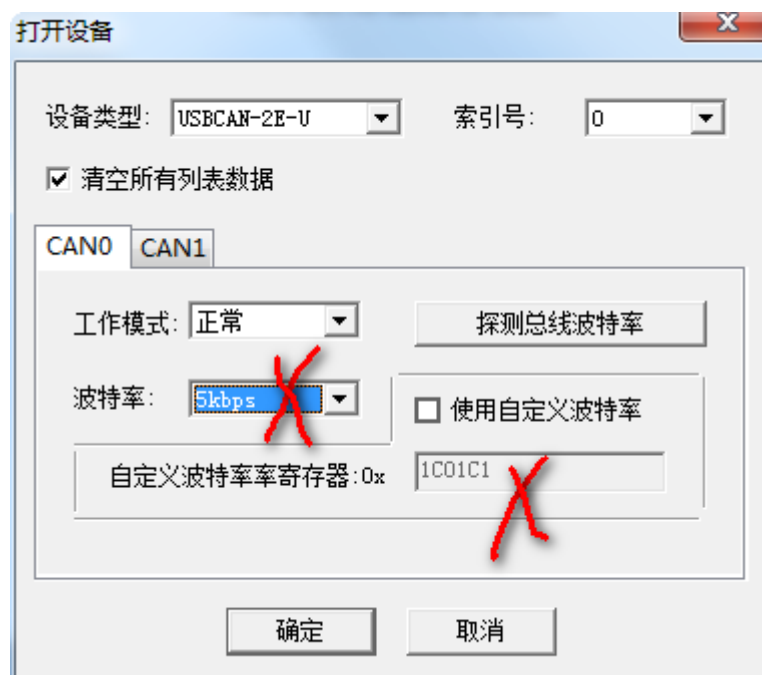 打开设备
设备类型: USBCAN-2E-U 索引号: 0
清空所有列表数据
CAN0 CAN1
工作模式: 正常 探测总线波特率
波特率: 5kbps 使用自定义波特率
自定义波特率率寄存器:0x 1C01C1
确定 取消